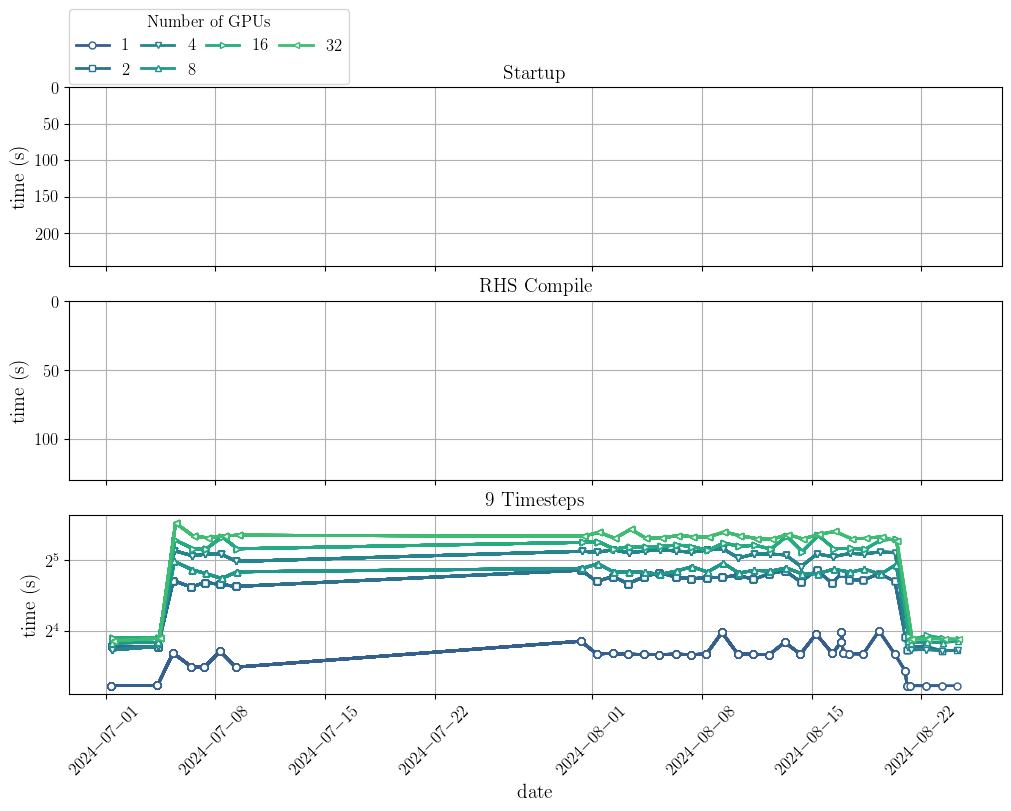 Number of GPUs
1 4 16 32
2 8
Startup
time (s)
0
50
100
150
200
RHS Compile
time (s)
0
50
100
9 Timesteps
time (s)
2^5
2^4
2024−07−01 2024−07−08 2024−07−15 2024−07−22 2024−08−01 2024−08−08 2024−08−15 2024−08−22
date